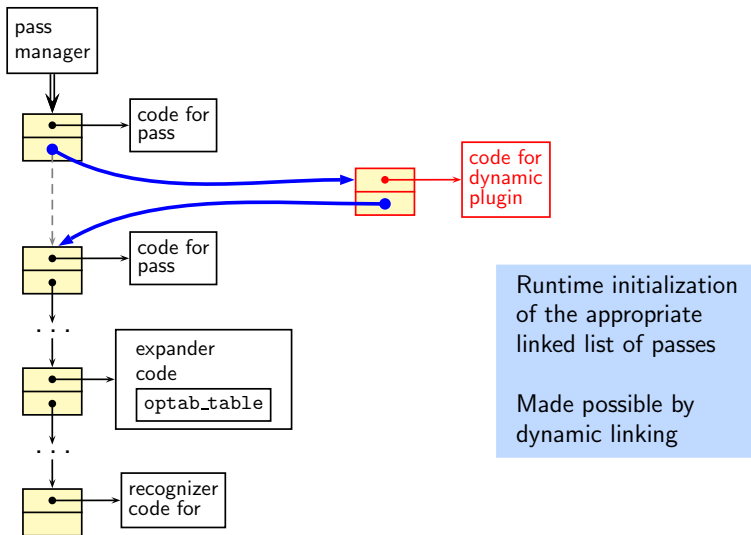 pass
manager
code for
pass
code for
dynamic
plugin
code for
pass
Runtime initialization
of the appropriate
linked list of passes
Made possible by
dynamic linking
. . .
expander
code
optab_table
. . .
recognizer
code for